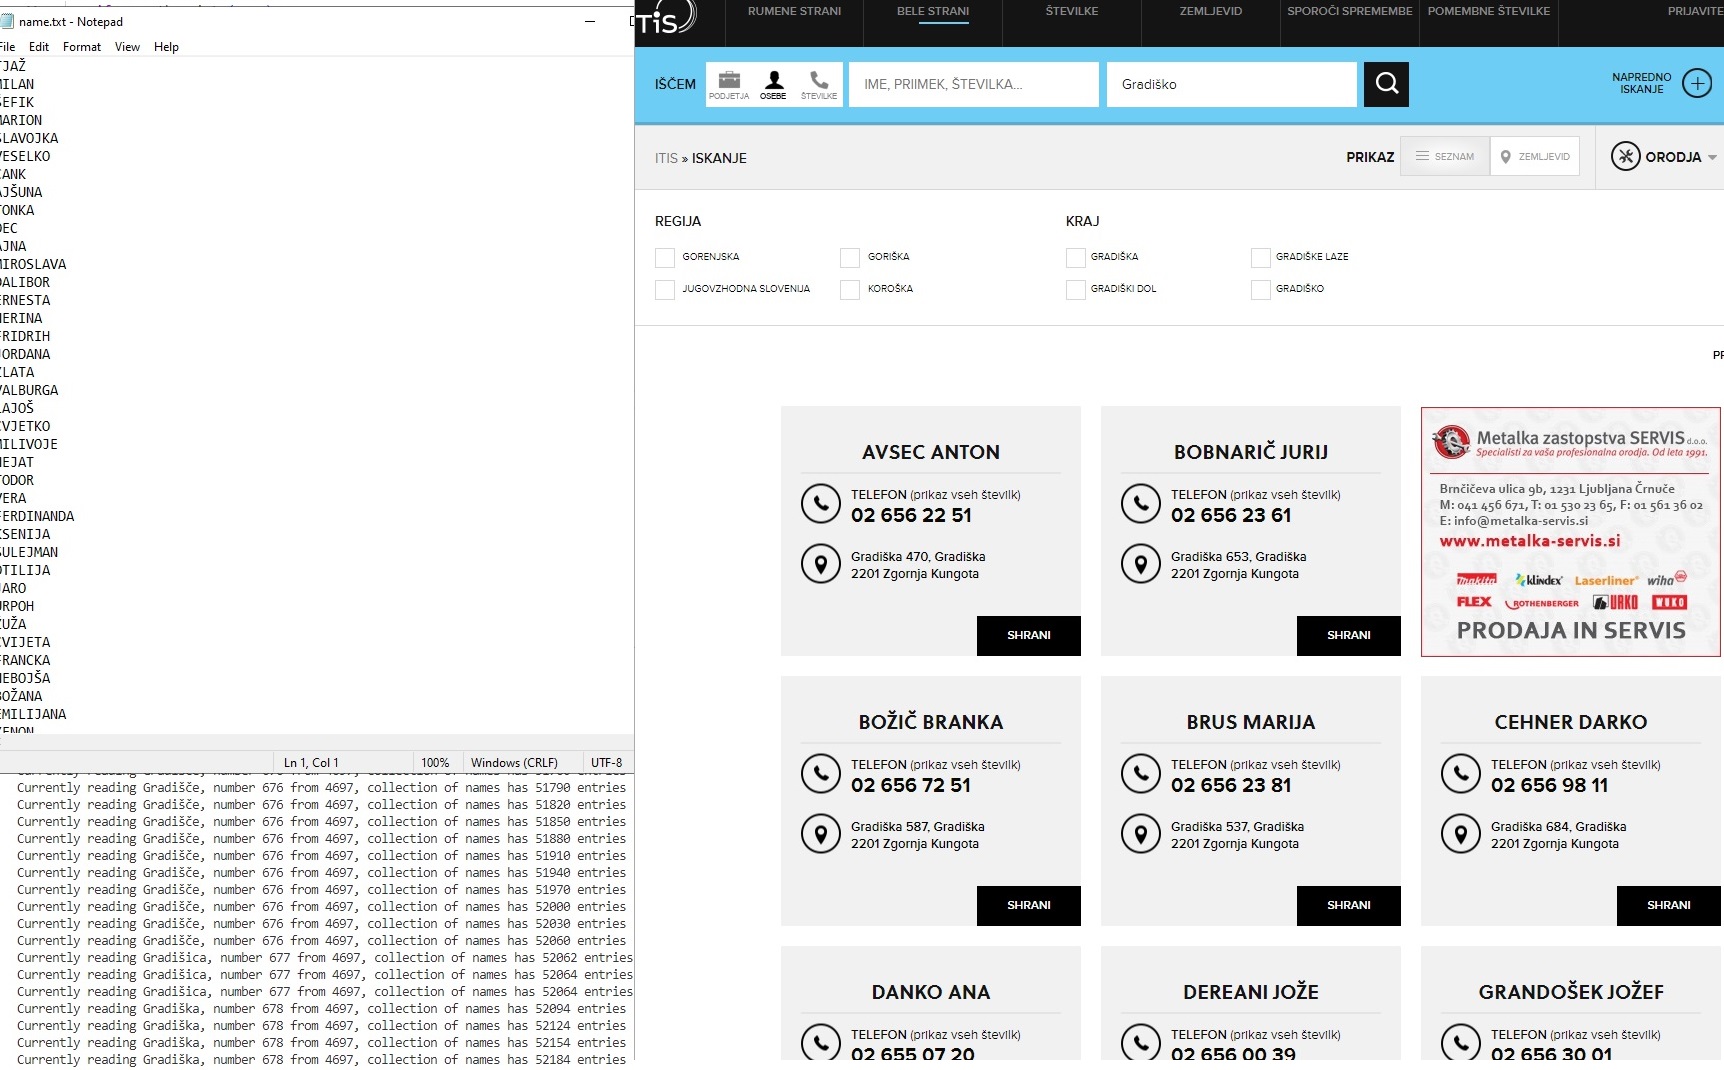 name.txt - Notepad
File Edit Format View Help
TJAŽ
MILAN
ŠEFIK
MARION
SLAVOJKA
VESELKO
CANK
AJŠUNA
TONKA
DEC
AJNA
MIROSLAVA
DALIBOR
ERNESTA
NERINA
FRIDRIH
JORDANA
ZLATA
VALBURGA
LAJOŠ
CVJETKO
MILIVOJE
NEJAT
TODOR
VERA
FERDINANDA
KSENIJA
SULEJMAN
OTILIJA
JARO
URPOH
ZUŽA
CVIJETA
FRANCKA
NEBOJŠA
BOŽANA
EMILIJANA
ZENON
Ln 1, Col 1 100% Windows (CRLF) UTF-8
Currently reading Gradišče, number 676 from 4697, collection of names has 51760 entries
Currently reading Gradišče, number 676 from 4697, collection of names has 51790 entries
Currently reading Gradišče, number 676 from 4697, collection of names has 51820 entries
Currently reading Gradišče, number 676 from 4697, collection of names has 51850 entries
Currently reading Gradišče, number 676 from 4697, collection of names has 51880 entries
Currently reading Gradišče, number 676 from 4697, collection of names has 51910 entries
Currently reading Gradišče, number 676 from 4697, collection of names has 51940 entries
Currently reading Gradišče, number 676 from 4697, collection of names has 51970 entries
Currently reading Gradišče, number 676 from 4697, collection of names has 52000 entries
Currently reading Gradišče, number 676 from 4697, collection of names has 52030 entries
Currently reading Gradišče, number 676 from 4697, collection of names has 52060 entries
Currently reading Gradišica, number 677 from 4697, collection of names has 52062 entries
Currently reading Gradišica, number 677 from 4697, collection of names has 52064 entries
Currently reading Gradišica, number 677 from 4697, collection of names has 52064 entries
Currently reading Gradiška, number 678 from 4697, collection of names has 52094 entries
Currently reading Gradiška, number 678 from 4697, collection of names has 52124 entries
Currently reading Gradiška, number 678 from 4697, collection of names has 52154 entries
Currently reading Gradiška, number 678 from 4697, collection of names has 52184 entries
TiS RUMENE STRANI BELE STRANI ŠTEVILKE ZEMLJEVID SPOROČI SPREMEMBE POMEMBNE ŠTEVILKE PRIJAVITE
IŠČEM PODJETJA OSEBE ŠTEVILKE IME, PRIIMEK, ŠTEVILKA... Gradiško NAPREDNO
ISKANJE
ITIS » ISKANJE PRIKAZ SEZNAM ZEMLJEVID ORODJA
REGIJA KRAJ
GORENJSKA GORIŠKA GRADIŠKA GRADIŠKE LAZE
JUGOVZHODNA SLOVENIJA KOROŠKA GRADIŠKI DOL GRADIŠKO
PR
AVSEC ANTON
TELEFON (prikaz vseh številk)
02 656 22 51
Gradiška 470, Gradiška
2201 Zgornja Kungota
SHRANI
BOBNARIČ JURIJ
TELEFON (prikaz vseh številk)
02 656 23 61
Gradiška 653, Gradiška
2201 Zgornja Kungota
SHRANI
Metalka zastopstva SERVIS d.o.o.
Specialisti za vaša profesionalna orodja. Od leta 1991.
Brnčičeva ulica 9b, 1231 Ljubljana Črnuče
M: 041 456 671, T: 01 530 23 65, F: 01 561 36 02
E: info@metalka-servis.si
www.metalka-servis.si
makita klindex Laserliner wiha
FLEX ROTHENBERGER URKO WOKO
PRODAJA IN SERVIS
BOŽIČ BRANKA
TELEFON (prikaz vseh številk)
02 656 72 51
Gradiška 587, Gradiška
2201 Zgornja Kungota
SHRANI
BRUS MARIJA
TELEFON (prikaz vseh številk)
02 656 23 81
Gradiška 537, Gradiška
2201 Zgornja Kungota
SHRANI
CEHNER DARKO
TELEFON (prikaz vseh številk)
02 656 98 11
Gradiška 684, Gradiška
2201 Zgornja Kungota
SHRANI
DANKO ANA
TELEFON (prikaz vseh številk)
02 655 07 20
DEREANI JOŽE
TELEFON (prikaz vseh številk)
02 656 00 39
GRANDOŠEK JOŽEF
TELEFON (prikaz vseh številk)
02 656 30 01